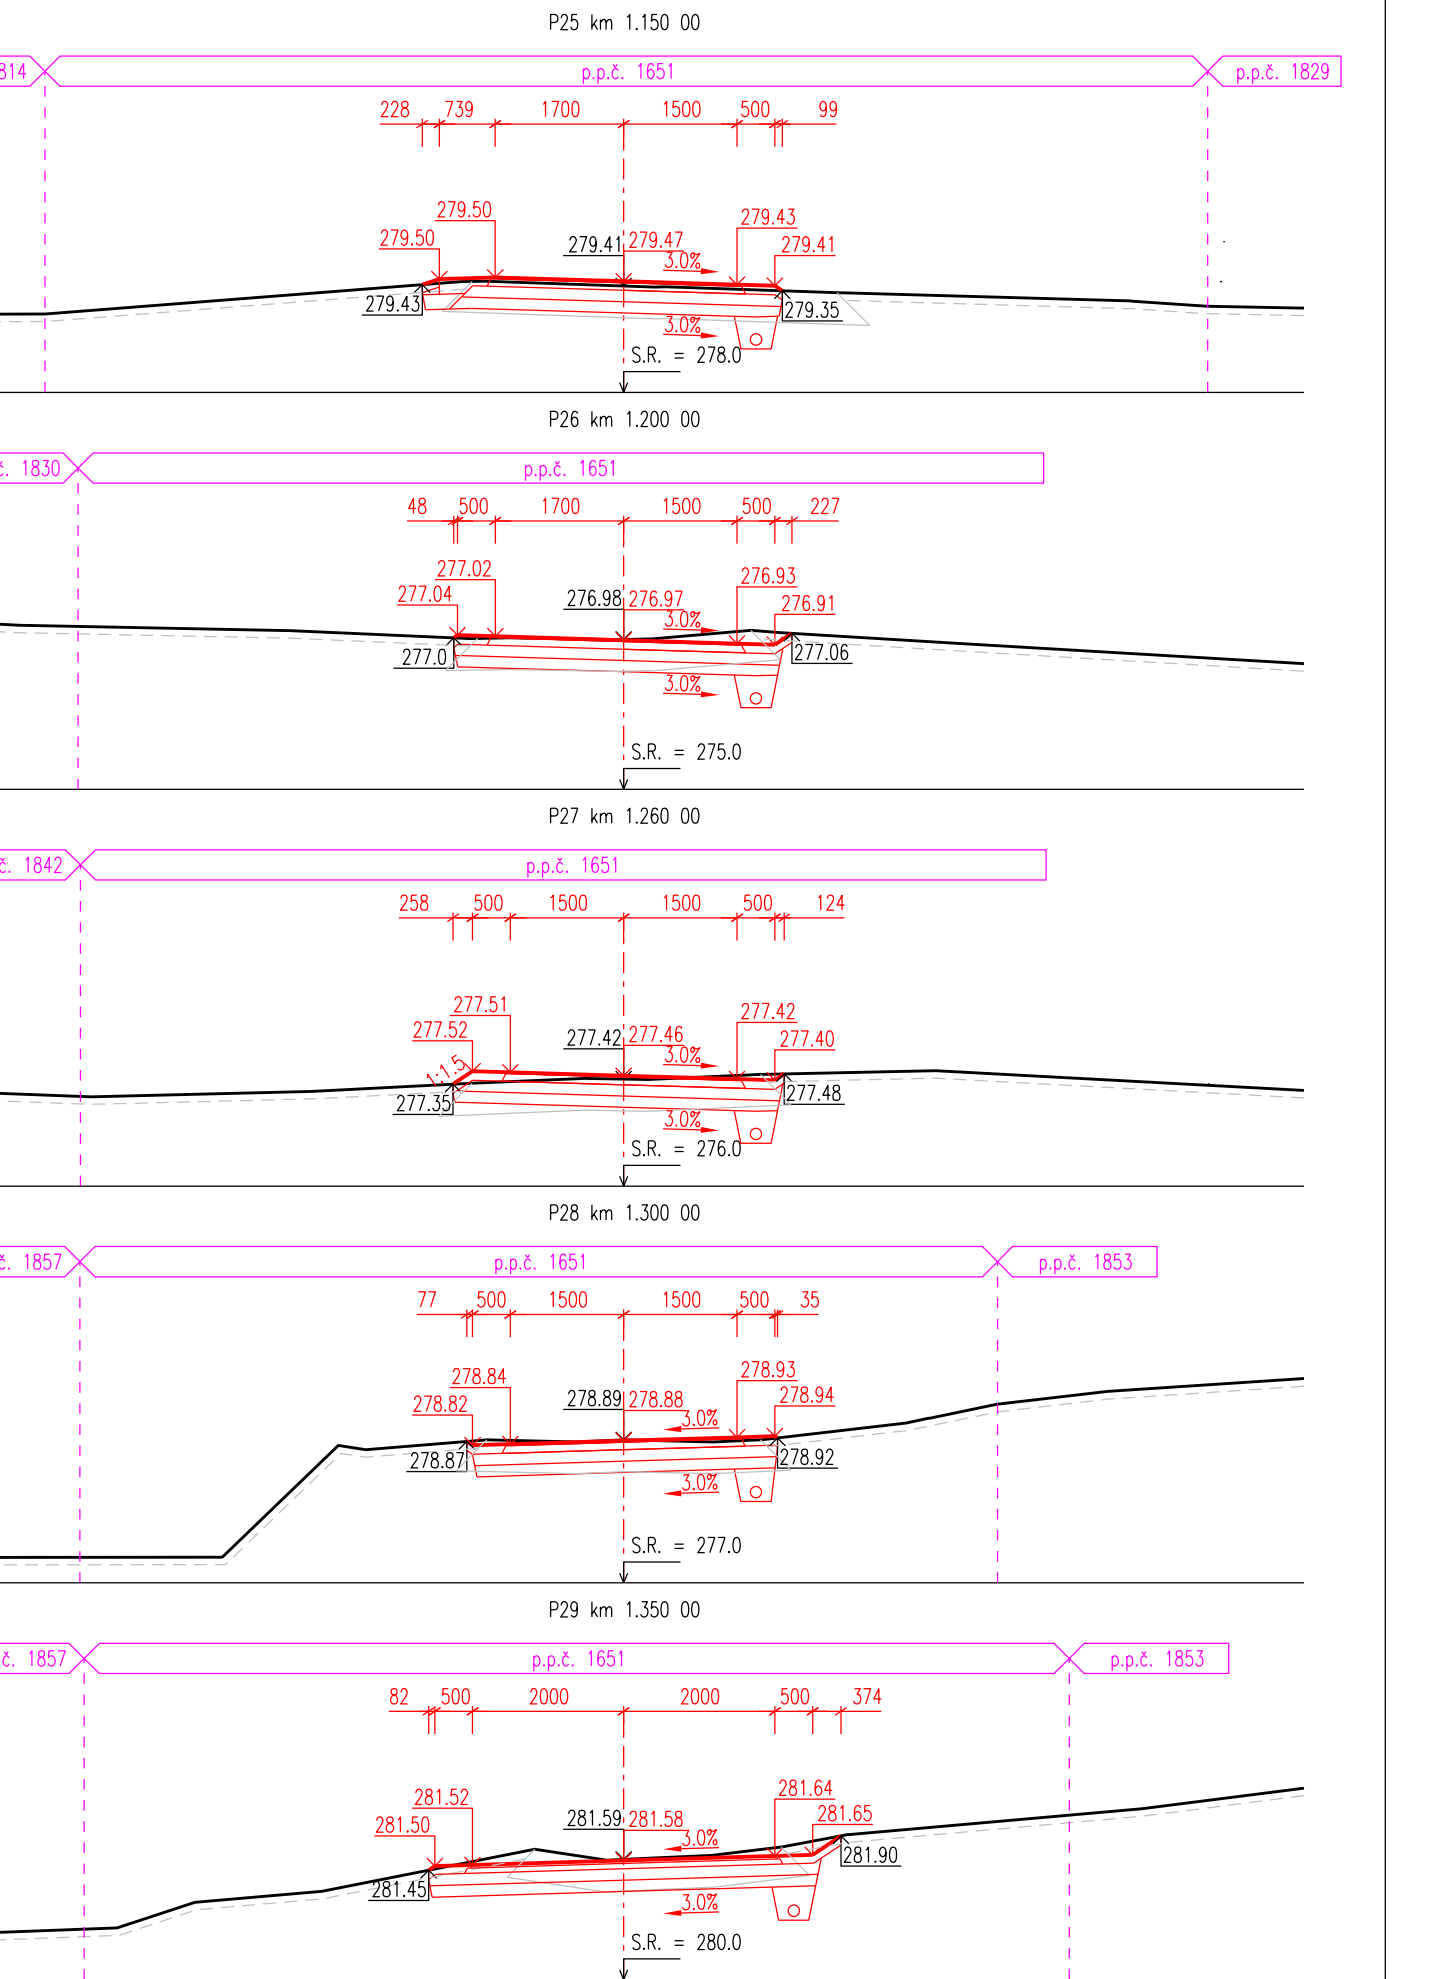 P25 km 1.150 00
814 p.p.č. 1651 p.p.č. 1829
228 739 1700 1500 500 99
279.50 279.43
279.50 279.41 279.47 279.41
3.0%
279.43 279.35
3.0%
S.R. = 278.0
P26 km 1.200 00
č. 1830 p.p.č. 1651
48 500 1700 1500 500 227
277.02 276.93
277.04 276.98 276.97 276.91
3.0%
277.0 277.06
3.0%
S.R. = 275.0
P27 km 1.260 00
č. 1842 p.p.č. 1651
258 500 1500 1500 500 124
277.51 277.42
277.52 277.42 277.46 277.40
1:1.5 3.0%
277.35 277.48
3.0%
S.R. = 276.0
P28 km 1.300 00
č. 1857 p.p.č. 1651 p.p.č. 1853
77 500 1500 1500 500 35
278.84 278.93
278.82 278.89 278.88 278.94
3.0%
278.87 278.92
3.0%
S.R. = 277.0
P29 km 1.350 00
č. 1857 p.p.č. 1651 p.p.č. 1853
82 500 2000 2000 500 374
281.52 281.64
281.50 281.59 281.58 281.65
3.0%
281.45 281.90
3.0%
S.R. = 280.0